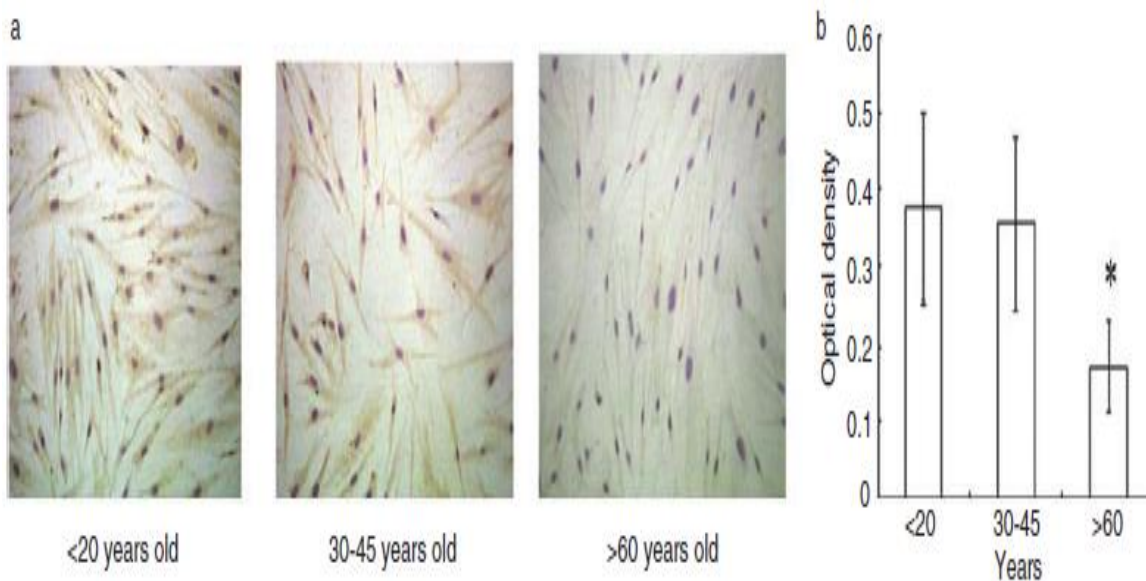 a
<20 years old
30-45 years old
>60 years old
b
0.6
0.5
0.4
0.3
0.2
0.1
0
Optical density
*
<20
30-45
>60
Years